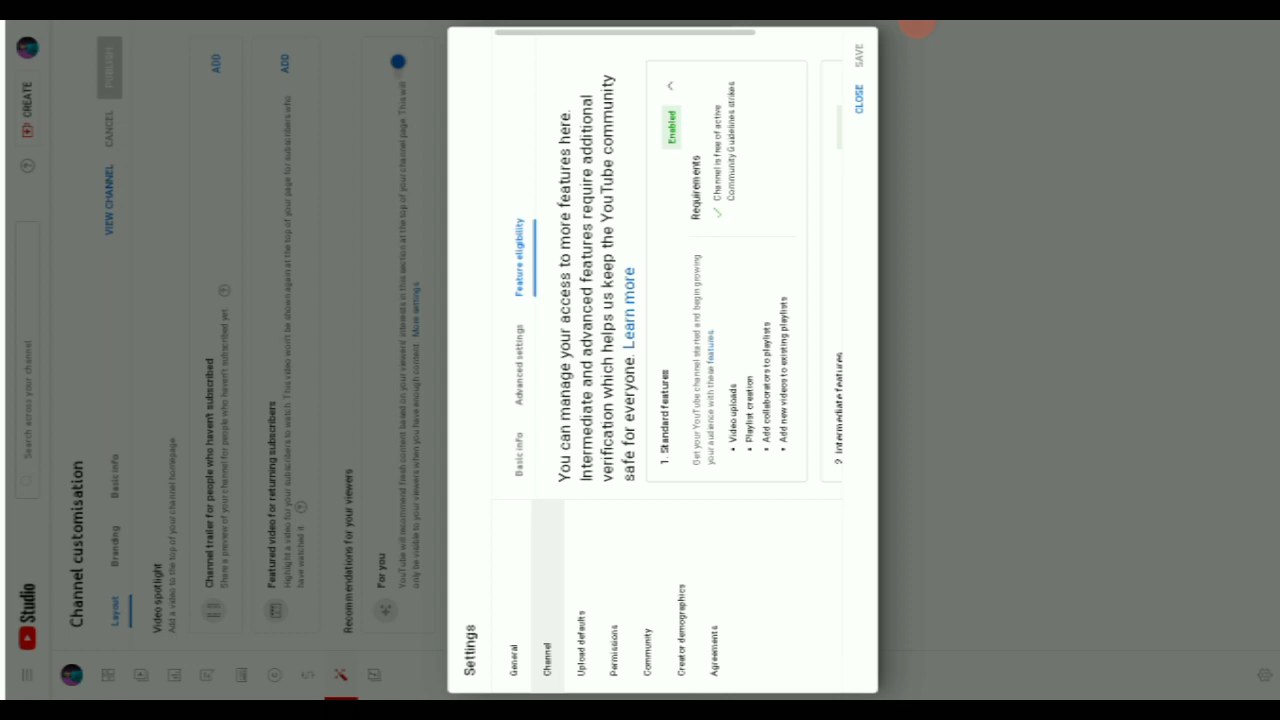 Studio
Search across your channel
CREATE
Channel customisation
Layout
Branding
Basic info
VIEW CHANNEL
CANCEL
PUBLISH
Video spotlight
Add a video to the top of your channel homepage
Channel trailer for people who haven't subscribed
Share a preview of your channel for people who haven't subscribed yet.
ADD
Featured video for returning subscribers
Highlight a video for your subscribers to watch. This video won't be shown again at the top of your page for subscribers who
have watched it.
ADD
Recommendations for your viewers
For you
YouTube will recommend fresh content based on your viewers' interests in this section at the top of your channel page. This will
only be visible to your viewers when you have enough content. More settings
Settings
General
Channel
Upload defaults
Permissions
Community
Creator demographics
Agreements
Basic info
Advanced settings
Feature eligibility
You can manage your access to more features here.
Intermediate and advanced features require additional
verification which helps us keep the YouTube community
safe for everyone. Learn more
1. Standard features
Enabled
Get your YouTube channel started and begin growing
your audience with these features.
• Video uploads
• Playlist creation
• Add collaborators to playlists
• Add new videos to existing playlists
Requirements
Channel is free of active
Community Guidelines strikes
2. Intermediate features
CLOSE
SAVE